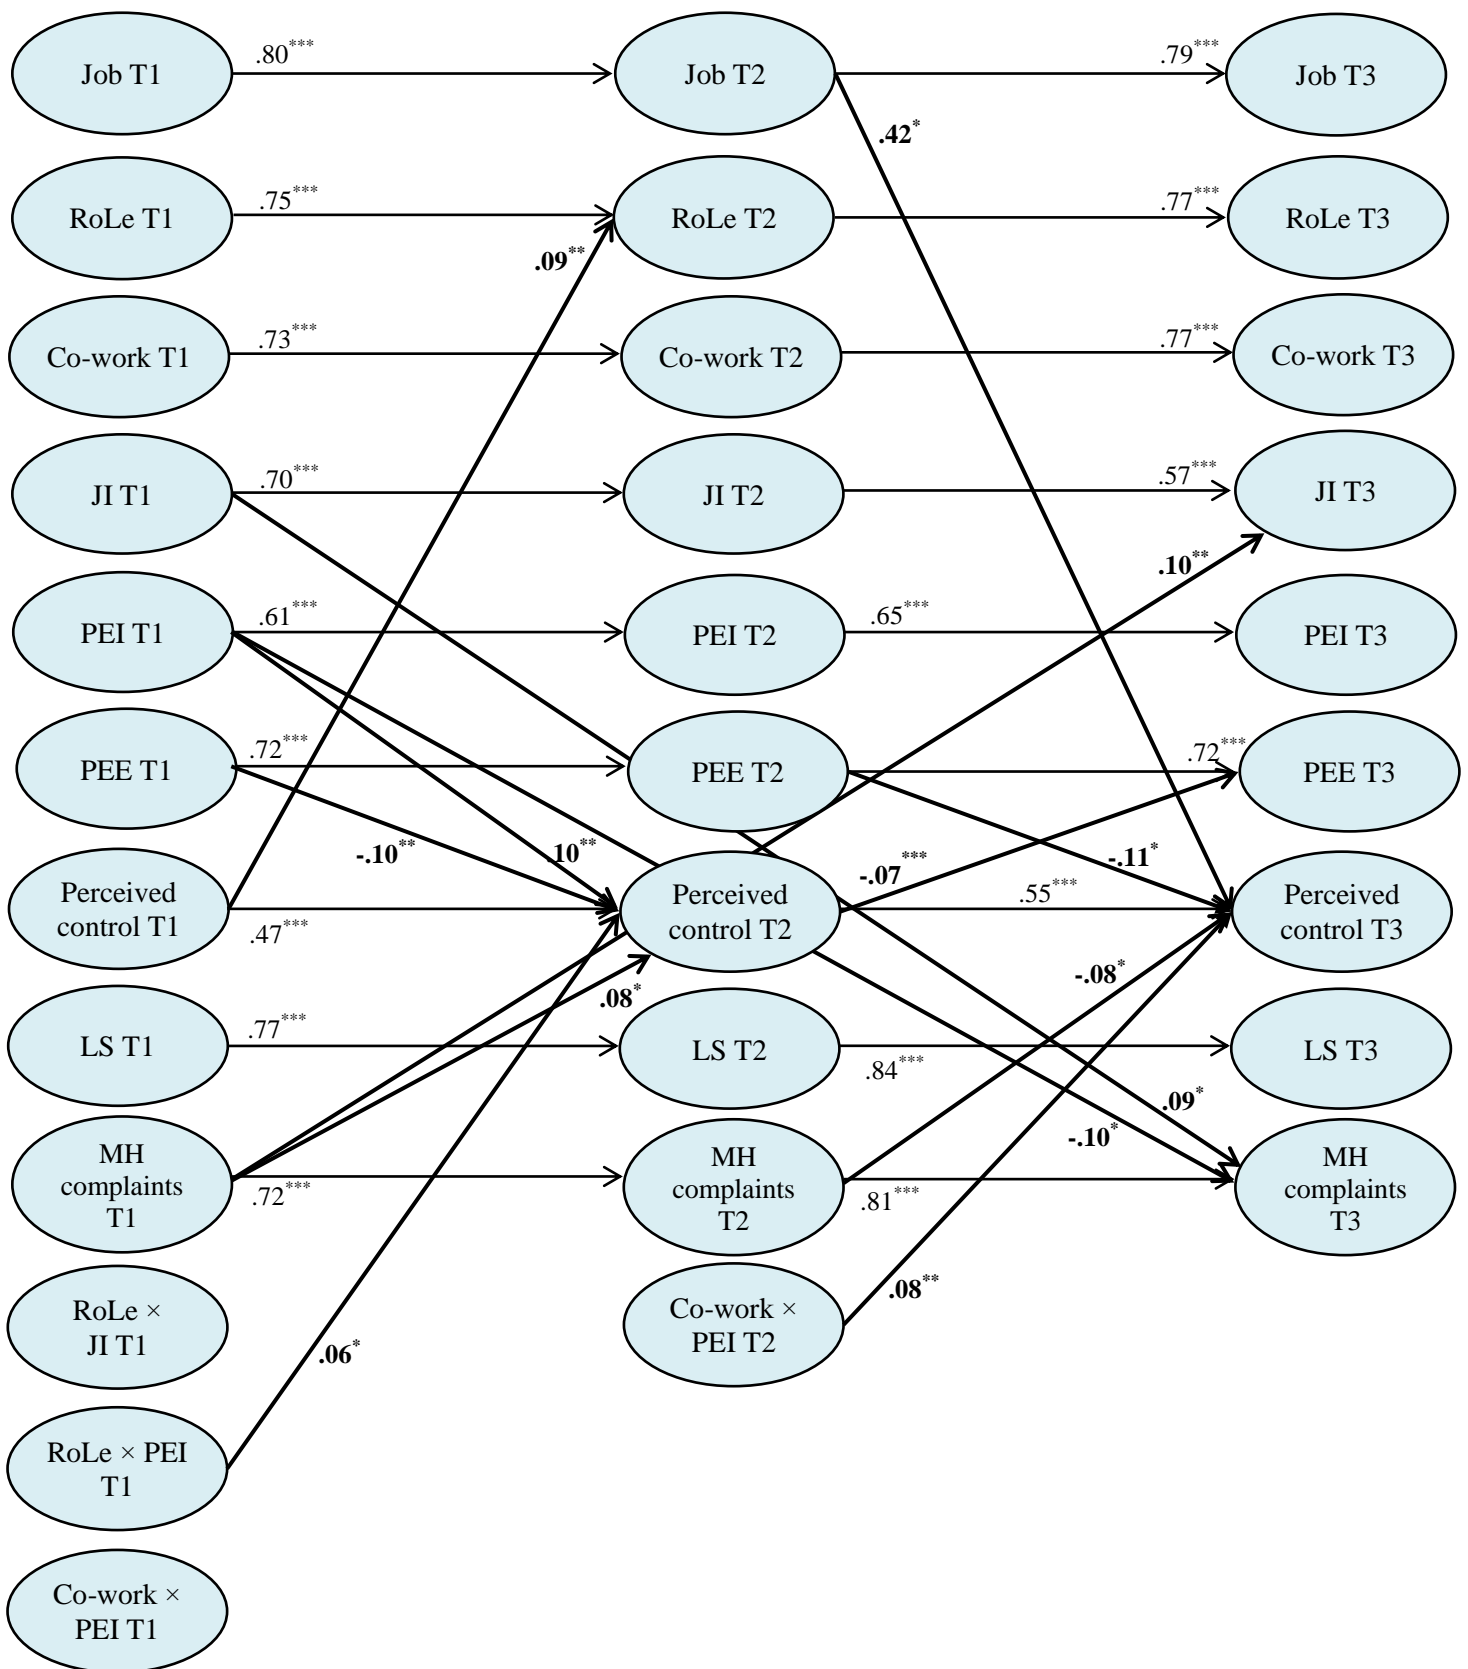 .80***
.79***
Job T1
Job T2
Job T3
.42*
.75***
.77***
RoLe T1
RoLe T2
RoLe T3
.09**
.73***
.77***
Co-work T1
Co-work T2
Co-work T3
.70***
.57***
JI T1
JI T2
JI T3
.10**
.61***
.65***
PEI T1
PEI T2
PEI T3
.72***
.72***
PEE T1
PEE T2
PEE T3
-.10**
.10**
-.07***
-.11*
Perceived
control T1
Perceived
control T2
Perceived
control T3
.47***
.55***
.08*
-.08*
.77***
LS T1
LS T2
LS T3
.84***
.09*
-.10*
MH
complaints
T1
MH
complaints
T2
MH
complaints
T3
.72***
.81***
RoLe ×
JI T1
Co-work ×
PEI T2
.08**
.06*
RoLe × PEI
T1
Co-work ×
PEI T1